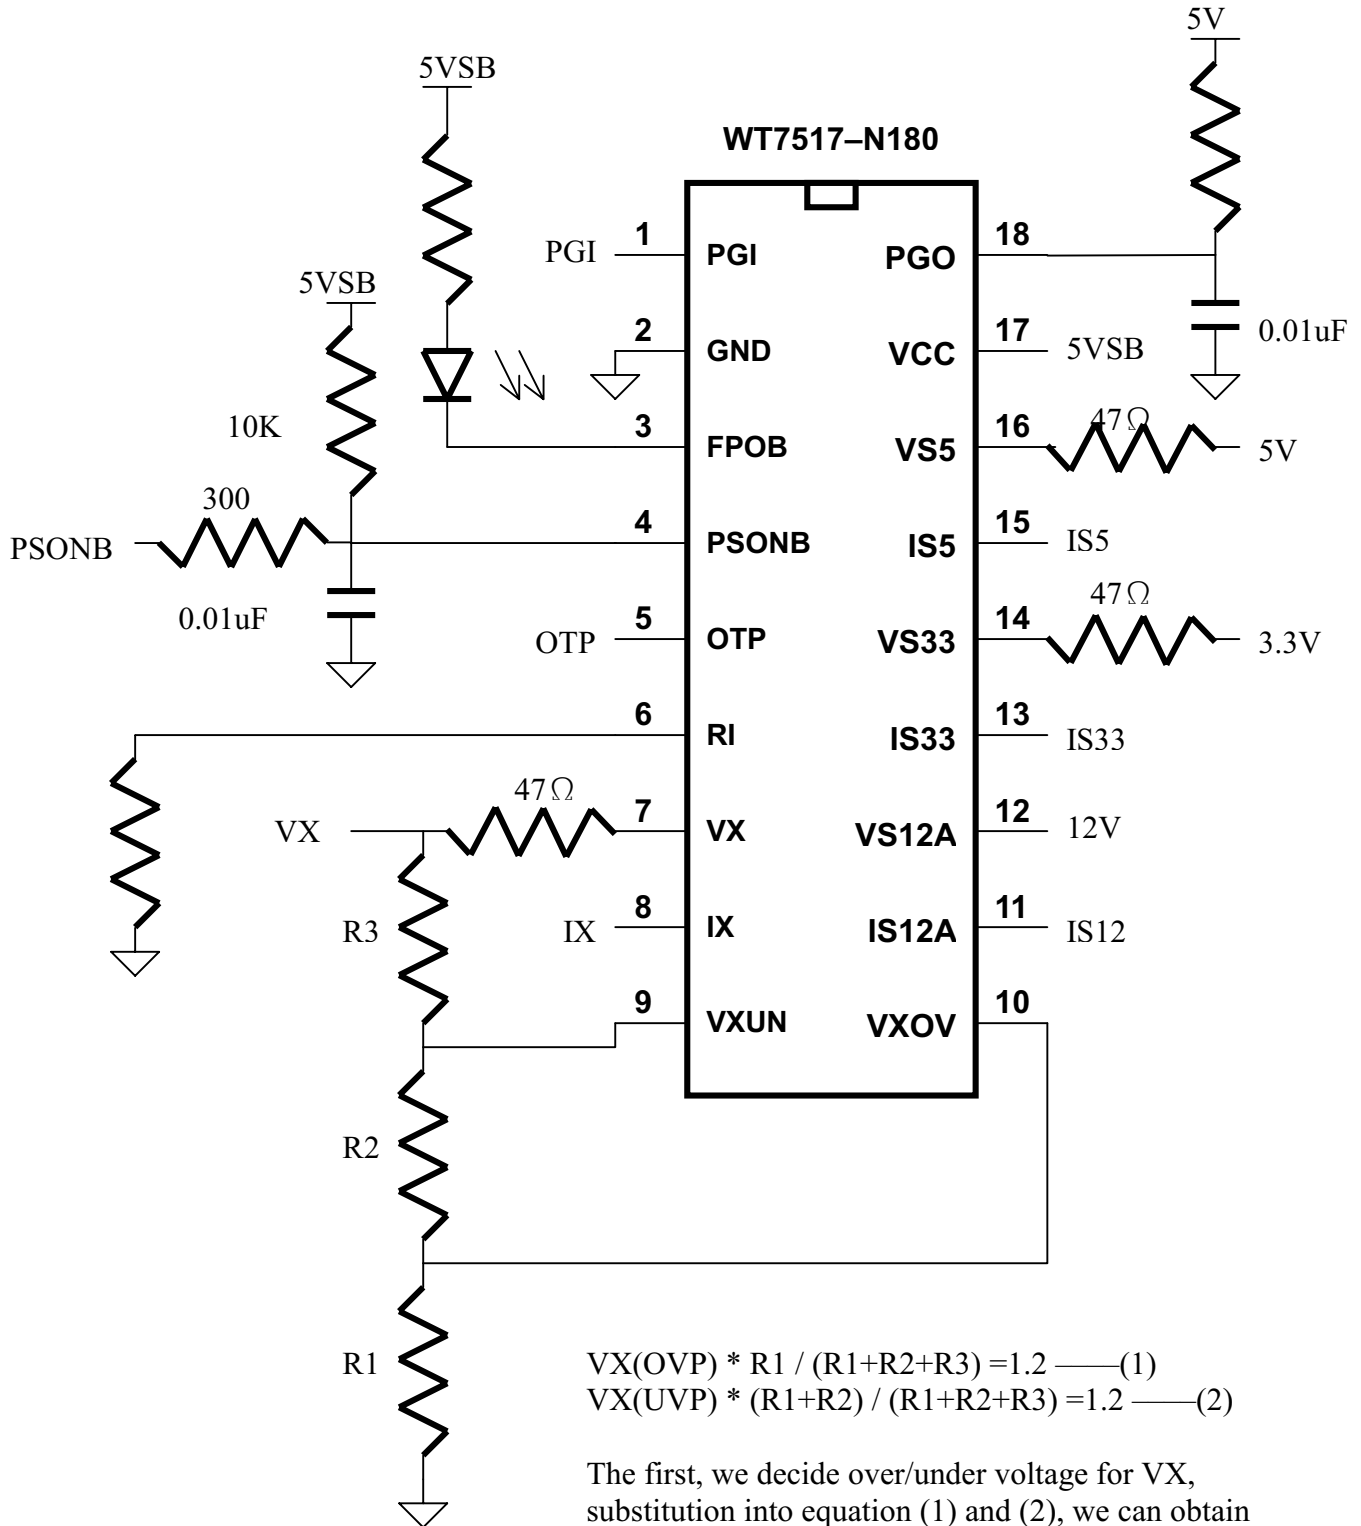 5V
5VSB
WT7517–N180
1
PGI
PGI
PGO
18
5VSB
2
GND
VCC
17
5VSB
0.01uF
10K
3
FPOB
VS5
16
47Ω
5V
300
PSONB
4
PSONB
IS5
15
IS5
0.01uF
OTP
5
OTP
VS33
14
47Ω
3.3V
6
RI
IS33
13
IS33
VX
47Ω
7
VX
VS12A
12
12V
R3
IX
8
IX
IS12A
11
IS12
9
VXUN
VXOV
10
R2
R1
VX(OVP) * R1 / (R1+R2+R3) =1.2 ——(1)
VX(UVP) * (R1+R2) / (R1+R2+R3) =1.2 ——(2)
The first, we decide over/under voltage for VX,
substitution into equation (1) and (2), we can obtain